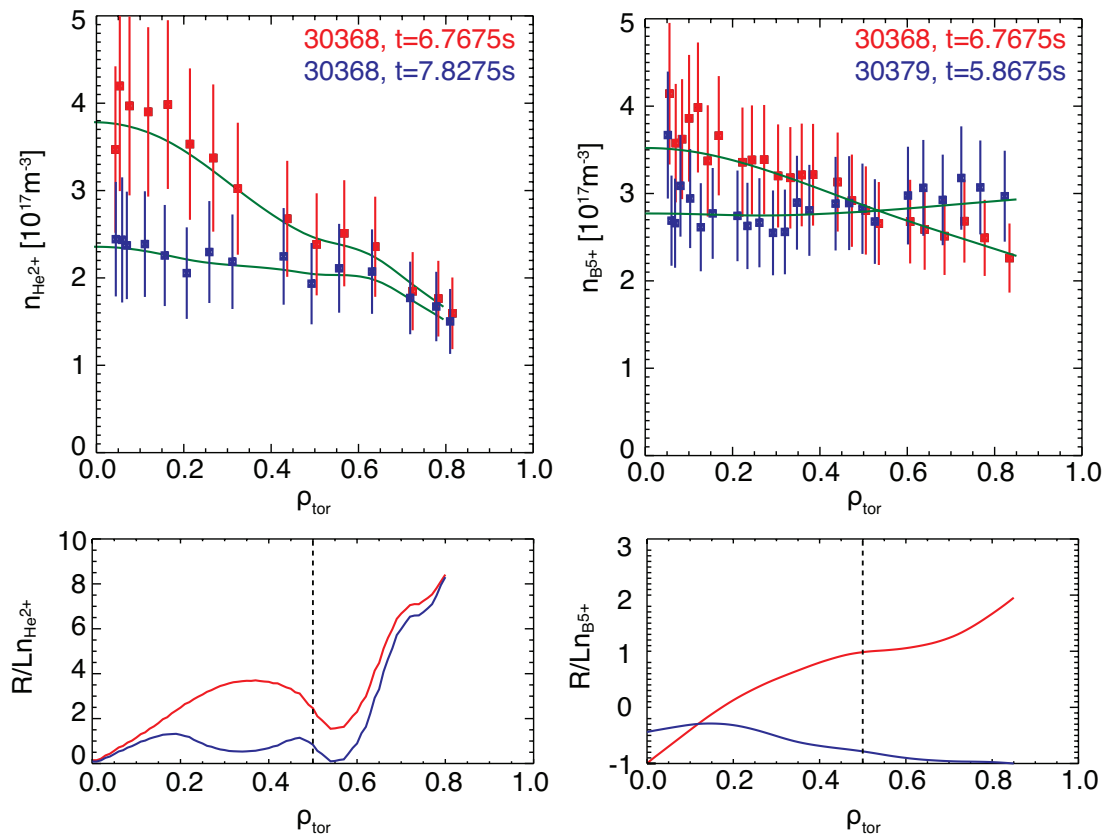 30368, t=6.7675s
30368, t=7.8275s
n_He²⁺ [10¹⁷m⁻³]
5
4
3
2
1
0
0.0 0.2 0.4 0.6 0.8 1.0
ρ_tor
30368, t=6.7675s
30379, t=5.8675s
n_B⁵⁺ [10¹⁷m⁻³]
5
4
3
2
1
0
0.0 0.2 0.4 0.6 0.8 1.0
ρ_tor
R/Ln_He²⁺
10
8
6
4
2
0
0.0 0.2 0.4 0.6 0.8 1.0
ρ_tor
R/Ln_B⁵⁺
3
2
1
0
-1
0.0 0.2 0.4 0.6 0.8 1.0
ρ_tor